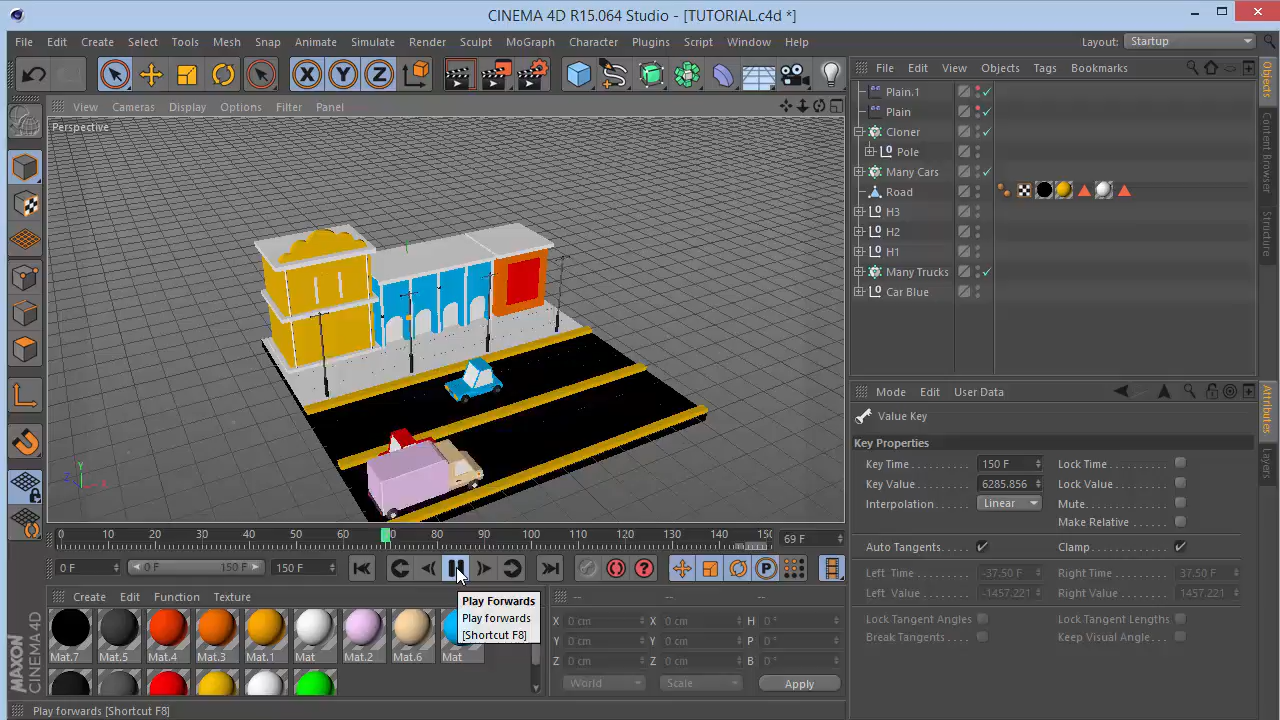 CINEMA 4D R15.064 Studio - [TUTORIAL.c4d *]
File Edit Create Select Tools Mesh Snap Animate Simulate Render Sculpt MoGraph Character Plugins Script Window Help Layout: Startup
X Y Z File Edit View Objects Tags Bookmarks
View Cameras Display Options Filter Panel
Perspective
Plain.1
Plain
Cloner
Pole
Many Cars
Road
H3
H2
H1
Many Trucks
Car Blue
Objects
Content Browser
Structure
Mode Edit User Data
Value Key
Key Properties
Key Time 150 F Lock Time
Key Value 6285.856 Lock Value
Interpolation Linear Mute
Make Relative
Auto Tangents Clamp
Left Time -37.50 F Right Time 37.50 F
Left Value -1457.221 Right Value 1457.221
Lock Tangent Angles Lock Tangent Lengths
Break Tangents Keep Visual Angle
Attributes
Layers
0 10 20 30 40 50 60 70 80 90 100 110 120 130 140 150 69 F
0 F 0 F 150 F 150 F
Create Edit Function Texture
Play Forwards
Play forwards
[Shortcut F8]
Mat.7 Mat.5 Mat.4 Mat.3 Mat.1 Mat Mat.2 Mat.6 Mat
-- -- --
X 0 cm X 0 cm H 0 °
Y 0 cm Y 0 cm P 0 °
Z 0 cm Z 0 cm B 0 °
World Scale Apply
MAXON
CINEMA 4D
Play forwards [Shortcut F8]